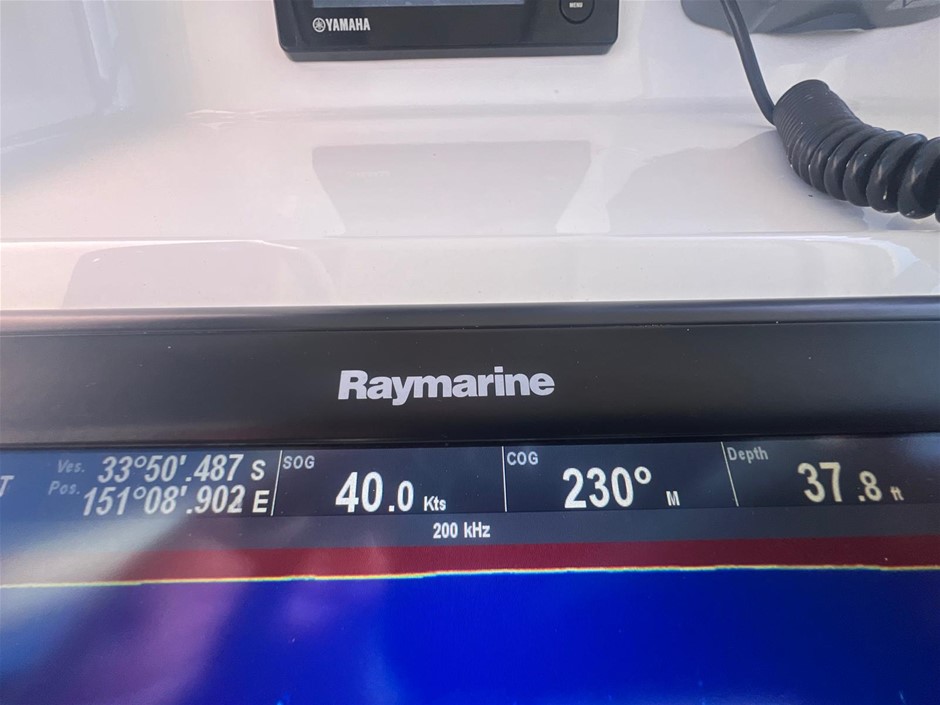 YAMAHA
MENU
Raymarine
T
Ves. 33°50'.487 S
Pos. 151°08'.902 E
SOG
40.0 Kts
COG
230° M
Depth
37.8 ft
200 kHz